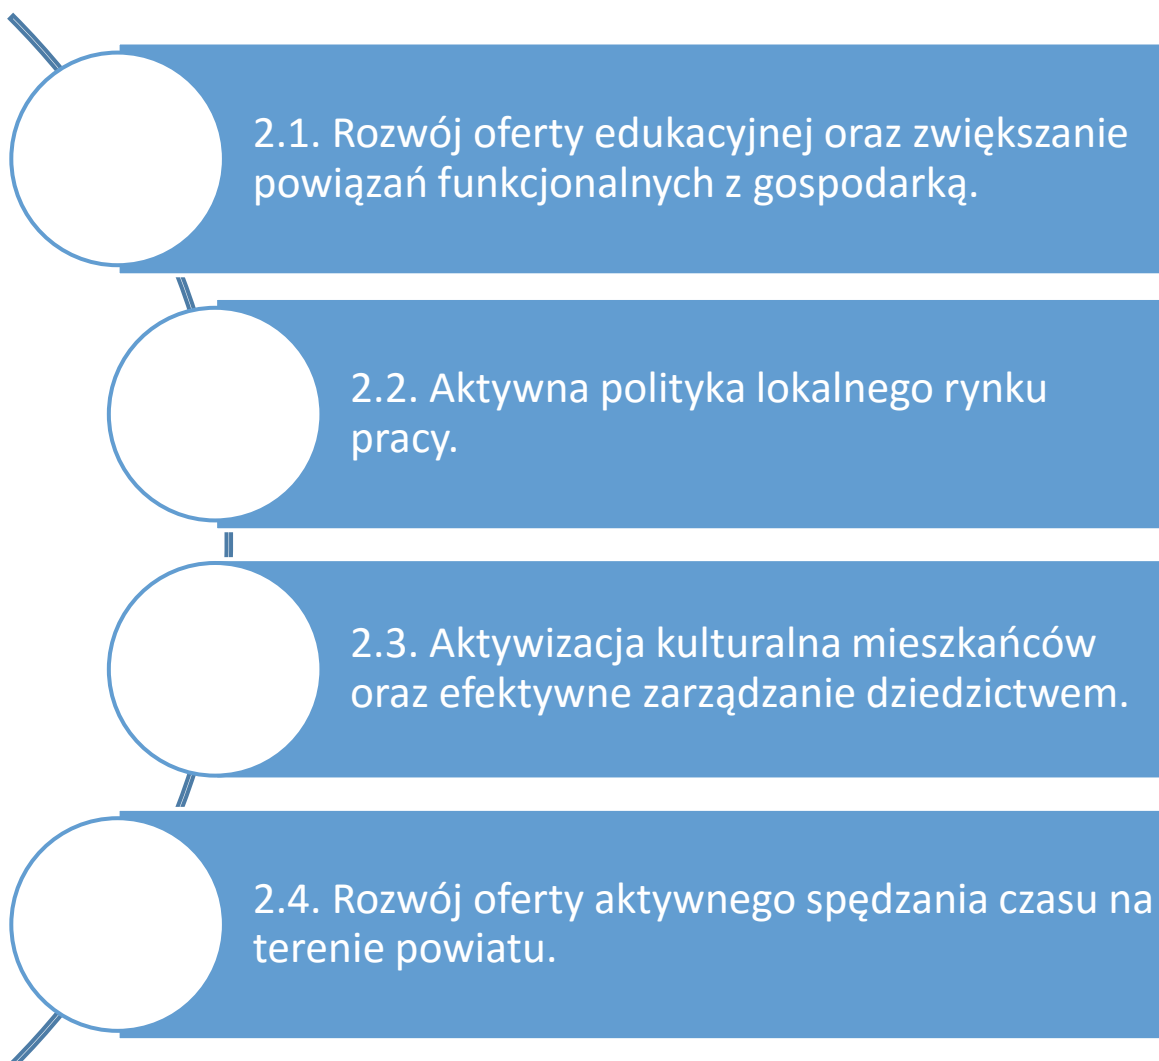 2.1. Rozwój oferty edukacyjnej oraz zwiększanie
powiązań funkcjonalnych z gospodarką.
2.2. Aktywna polityka lokalnego rynku
pracy.
2.3. Aktywizacja kulturalna mieszkańców
oraz efektywne zarządzanie dziedzictwem.
2.4. Rozwój oferty aktywnego spędzania czasu na
terenie powiatu.